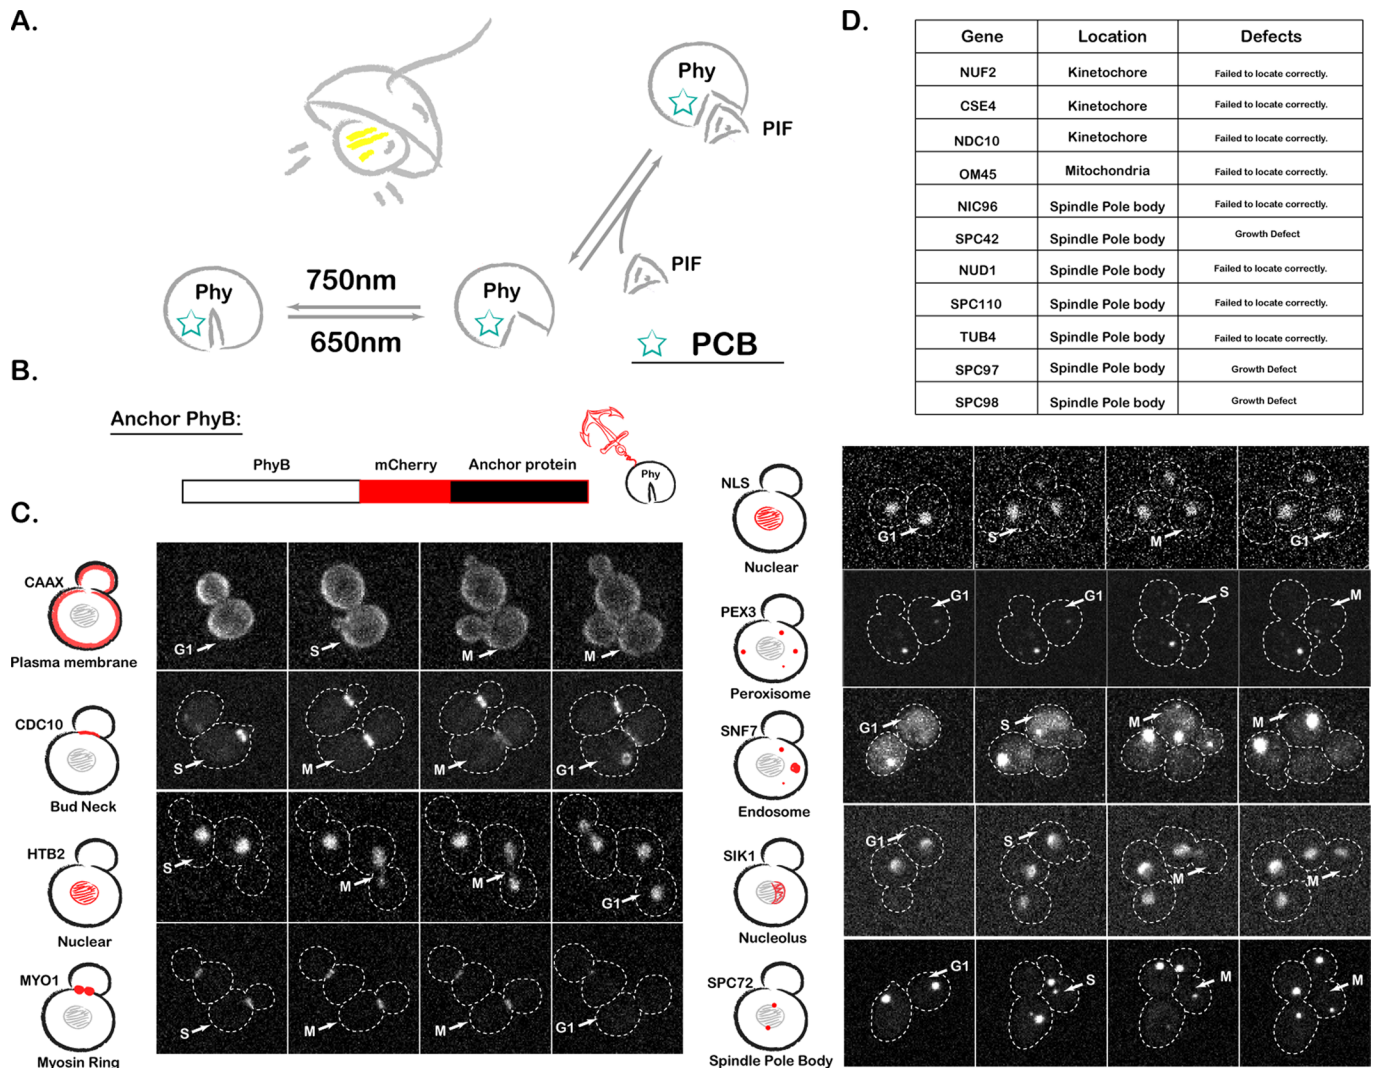 A.
Phy
PIF
750nm
650nm
Phy
Phy
PIF
PCB
B.
Anchor PhyB:
PhyB mCherry Anchor protein
Phy
C.
CAAX
Plasma membrane
G1
S
M
M
CDC10
Bud Neck
S
M
M
G1
HTB2
Nuclear
S
M
M
G1
MYO1
Myosin Ring
S
M
M
G1
NLS
Nuclear
G1
S
M
G1
PEX3
Peroxisome
G1
G1
S
M
SNF7
Endosome
G1
S
M
M
SIK1
Nucleolus
G1
S
M
M
SPC72
Spindle Pole Body
G1
S
M
M
D.
Gene Location Defects
NUF2 Kinetochore Failed to locate correctly.
CSE4 Kinetochore Failed to locate correctly.
NDC10 Kinetochore Failed to locate correctly.
OM45 Mitochondria Failed to locate correctly.
NIC96 Spindle Pole body Failed to locate correctly.
SPC42 Spindle Pole body Growth Defect
NUD1 Spindle Pole body Failed to locate correctly.
SPC110 Spindle Pole body Failed to locate correctly.
TUB4 Spindle Pole body Failed to locate correctly.
SPC97 Spindle Pole body Growth Defect
SPC98 Spindle Pole body Growth Defect